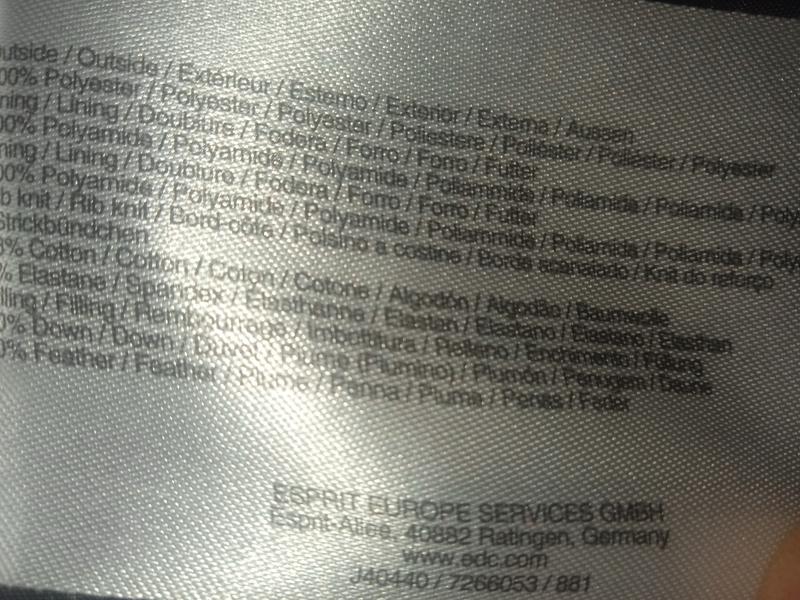 utside / Outside / Extérieur / Esterno / Exterior / Externa / Aussen
00% Polyester / Polyester / Polyester / Poliestere / Poliéster / Poliéster / Polyester
ning / Lining / Doublure / Fodera / Forro / Forro / Futter
00% Polyamide / Polyamide / Polyamide / Poliammide / Poliamida / Poliamida / Poly
ning / Lining / Doublure / Fodera / Forro / Forro / Futter
00% Polyamide / Polyamide / Polyamide / Poliammide / Poliamida / Poliamida / Poly
b knit / Rib knit / Bord-côte / Polsino a costine / Borde acanalado / Knit do reforço
Strickbündchen
% Cotton / Cotton / Coton / Cotone / Algodón / Algodão / Baumwolle
% Elastane / Spandex / Elasthanne / Elastan / Elastano / Elastano / Elasthan
lling / Filling / Rembourrage / Imbottitura / Relleno / Enchimento / Füllung
0% Down / Down / Duvet / Piume (Piumino) / Plumón / Penugem / Daune
0% Feather / Feather / Plume / Penna / Pluma / Penas / Feder
ESPRIT EUROPE SERVICES GMBH
Esprit-Allee, 40882 Ratingen, Germany
www.edc.com
J40440 / 7266053 / 881